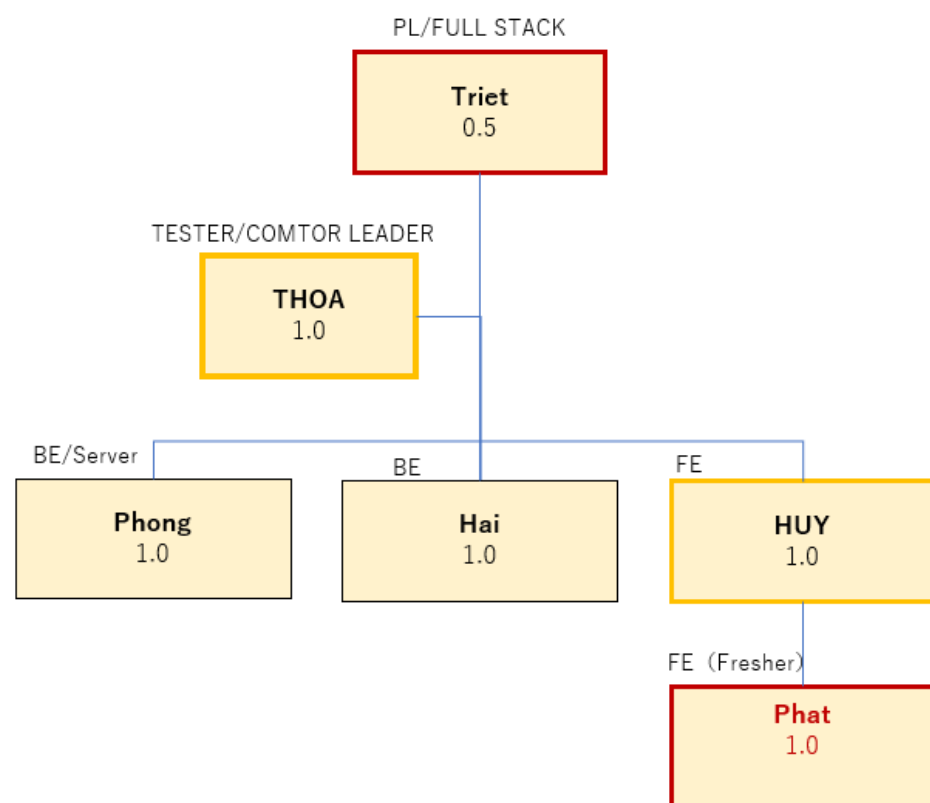 PL/FULL STACK
Triet
0.5
TESTER/COMTOR LEADER
THOA
1.0
BE/Server
Phong
1.0
BE
Hai
1.0
FE
HUY
1.0
FE（Fresher）
Phat
1.0